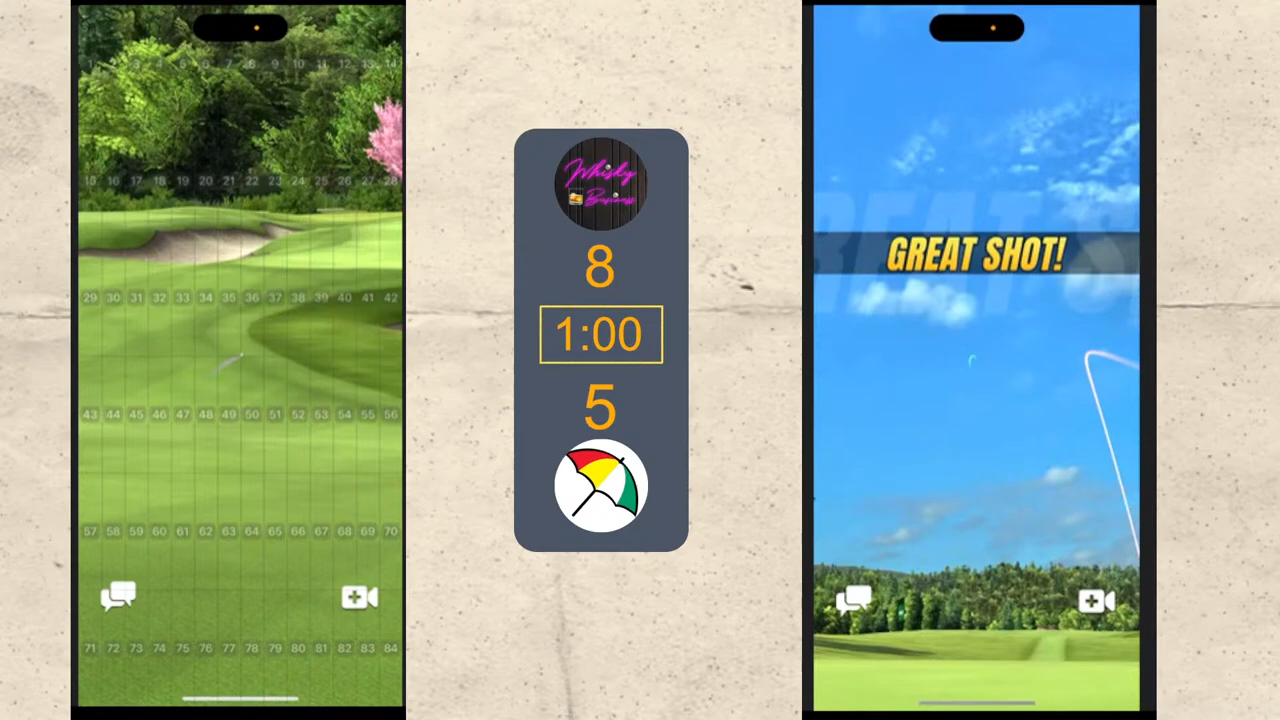 1 2 3 4 5 6 7 8 9 10 11 12 13 14
15 16 17 18 19 20 21 22 23 24 25 26 27 28
29 30 31 32 33 34 35 36 37 38 39 40 41 42
43 44 45 46 47 48 49 50 51 52 53 54 55 56
57 58 59 60 61 62 63 64 65 66 67 68 69 70
71 72 73 74 75 76 77 78 79 80 81 82 83 84
Whisky
Business
8
1:00
5
GREAT SHOT!